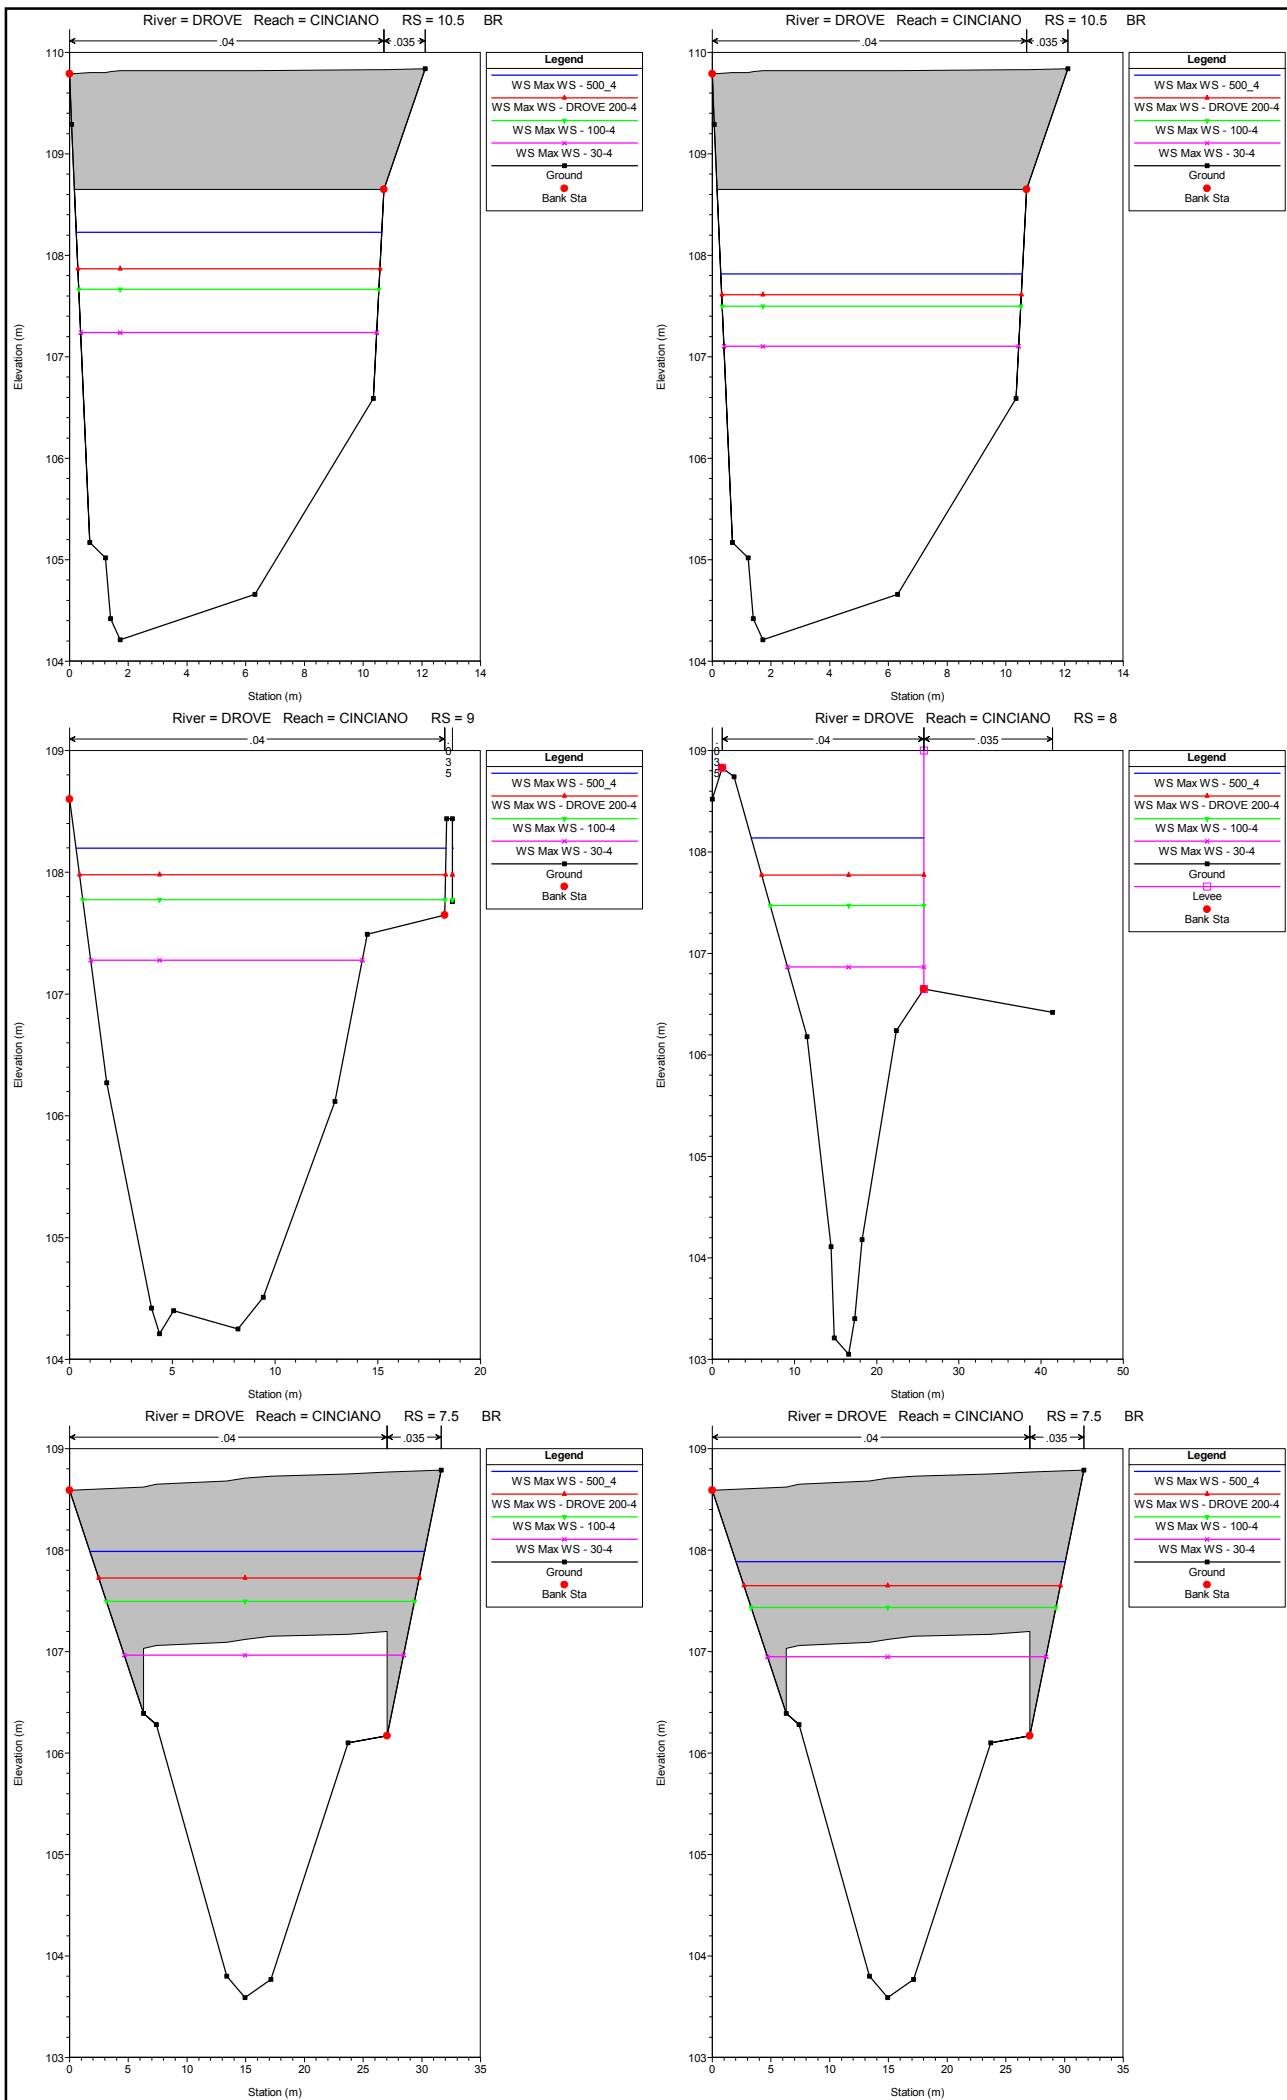 River = DROVE Reach = CINCIANO RS = 10.5 BR
.04
.035
110
109
108
107
106
105
104
Elevation (m)
0 2 4 6 8 10 12 14
Station (m)
Legend
WS Max WS - 500_4
WS Max WS - DROVE 200-4
WS Max WS - 100-4
WS Max WS - 30-4
Ground
Bank Sta
River = DROVE Reach = CINCIANO RS = 10.5 BR
.04
.035
110
109
108
107
106
105
104
Elevation (m)
0 2 4 6 8 10 12 14
Station (m)
Legend
WS Max WS - 500_4
WS Max WS - DROVE 200-4
WS Max WS - 100-4
WS Max WS - 30-4
Ground
Bank Sta
River = DROVE Reach = CINCIANO RS = 9
.04
.035
109
108
107
106
105
104
Elevation (m)
0 5 10 15 20
Station (m)
Legend
WS Max WS - 500_4
WS Max WS - DROVE 200-4
WS Max WS - 100-4
WS Max WS - 30-4
Ground
Bank Sta
River = DROVE Reach = CINCIANO RS = 8
.035
.04
.035
109
108
107
106
105
104
103
Elevation (m)
0 10 20 30 40 50
Station (m)
Legend
WS Max WS - 500_4
WS Max WS - DROVE 200-4
WS Max WS - 100-4
WS Max WS - 30-4
Ground
Levee
Bank Sta
River = DROVE Reach = CINCIANO RS = 7.5 BR
.04
.035
109
108
107
106
105
104
103
Elevation (m)
0 5 10 15 20 25 30 35
Station (m)
Legend
WS Max WS - 500_4
WS Max WS - DROVE 200-4
WS Max WS - 100-4
WS Max WS - 30-4
Ground
Bank Sta
River = DROVE Reach = CINCIANO RS = 7.5 BR
.04
.035
109
108
107
106
105
104
103
Elevation (m)
0 5 10 15 20 25 30 35
Station (m)
Legend
WS Max WS - 500_4
WS Max WS - DROVE 200-4
WS Max WS - 100-4
WS Max WS - 30-4
Ground
Bank Sta